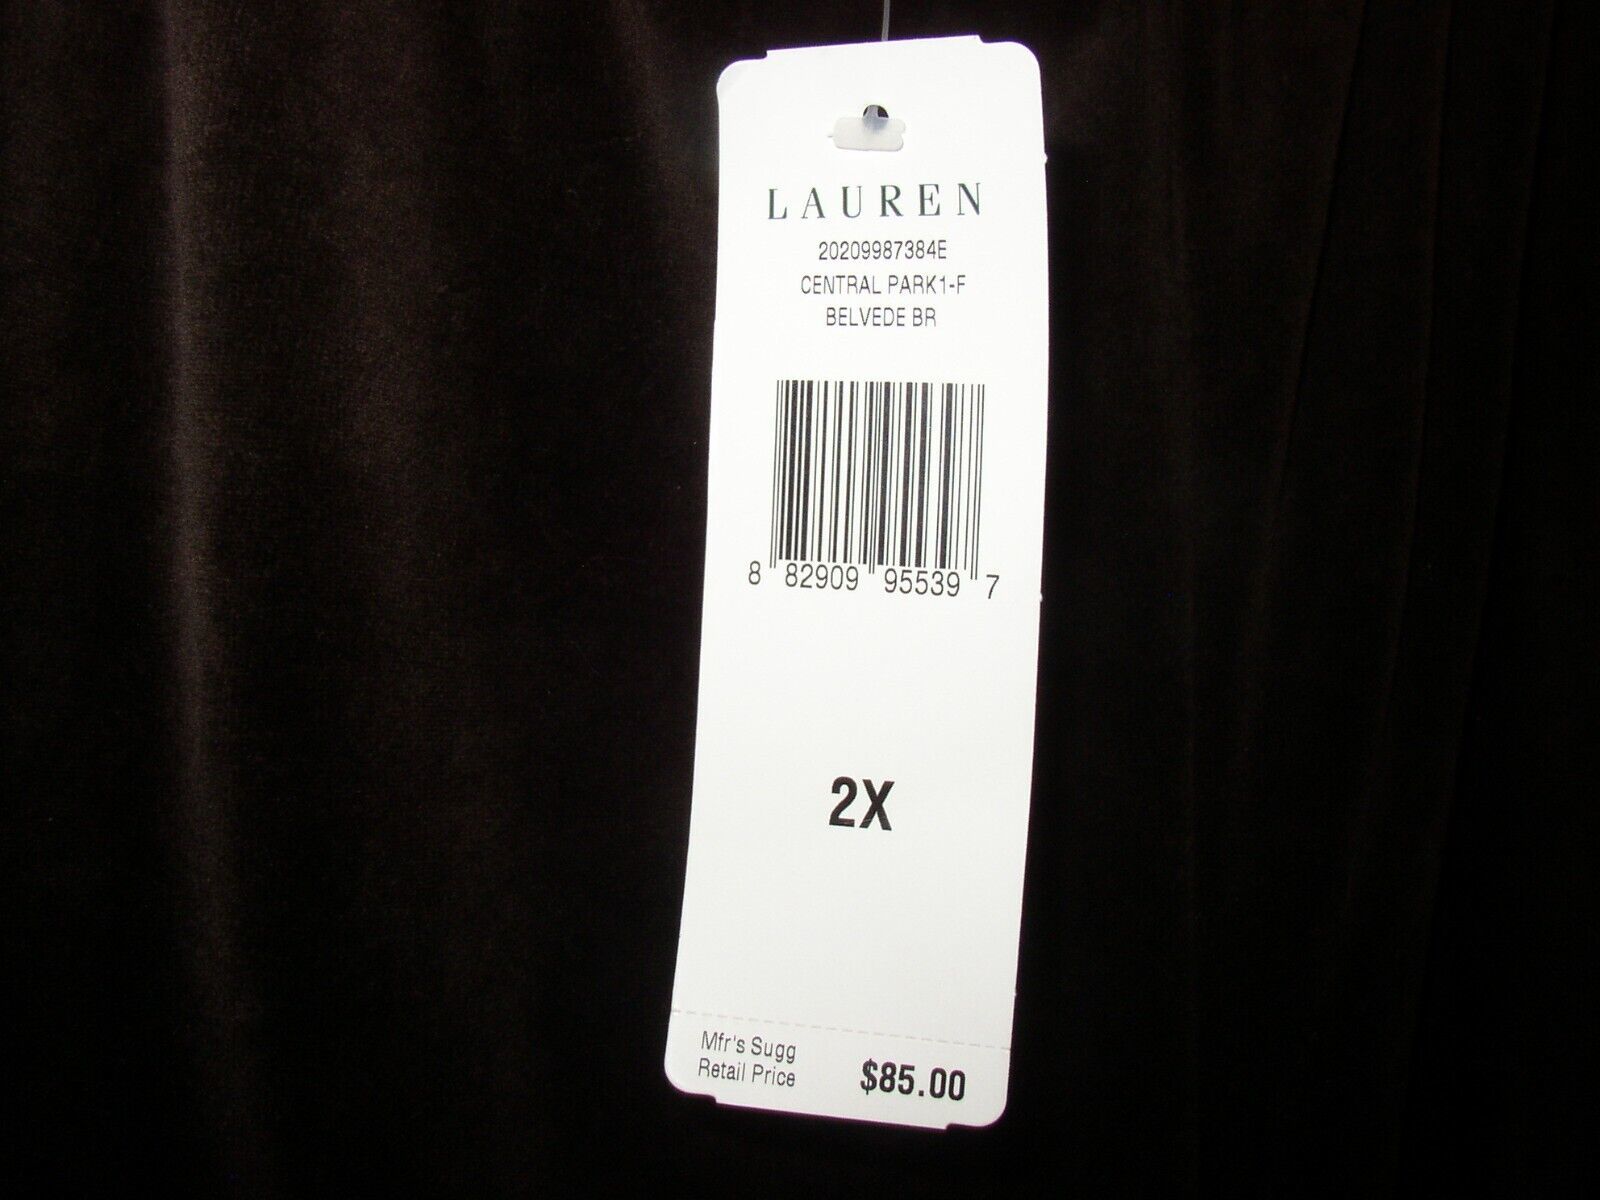 LAUREN
20209987384E
CENTRAL PARK1-F
BELVEDE BR
8 82909 95539 7
2X
Mfr's Sugg
Retail Price $85.00